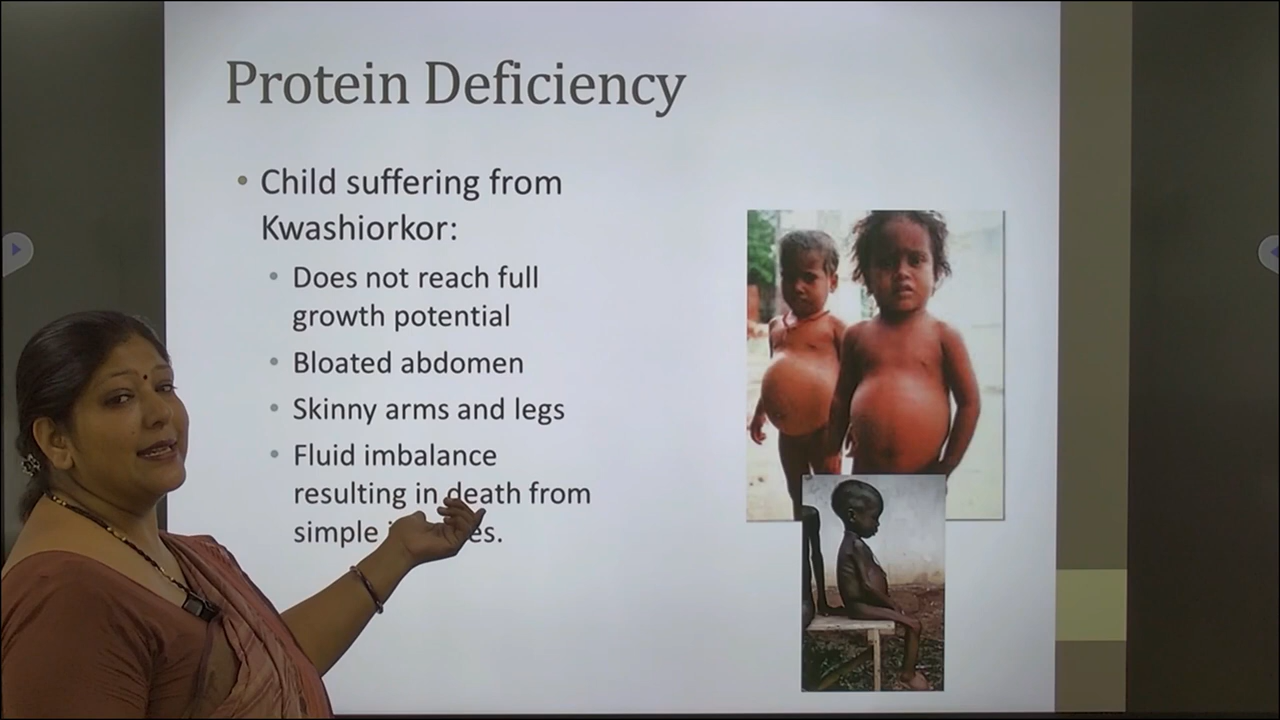 Protein Deficiency
• Child suffering from
Kwashiorkor:
• Does not reach full
growth potential
• Bloated abdomen
• Skinny arms and legs
• Fluid imbalance
resulting in death from
simple